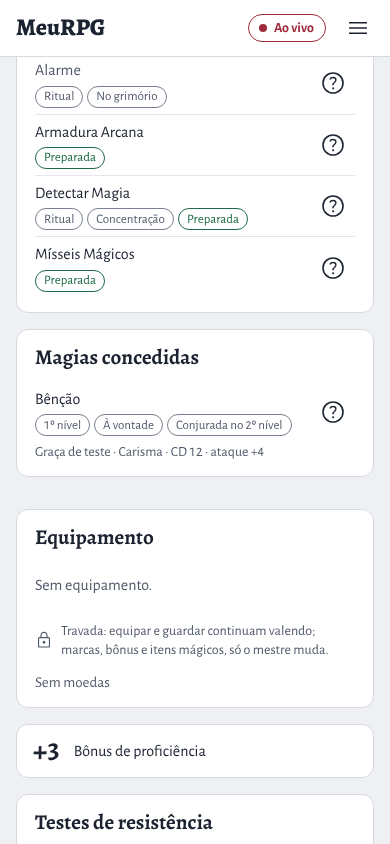 MeuRPG
Ao vivo
Alarme
Ritual No grimório
Armadura Arcana
Preparada
Detectar Magia
Ritual Concentração Preparada
Mísseis Mágicos
Preparada
Magias concedidas
Bênção
1º nível À vontade Conjurada no 2º nível
Graça de teste · Carisma · CD 12 · ataque +4
Equipamento
Sem equipamento.
Travada: equipar e guardar continuam valendo;
marcas, bônus e itens mágicos, só o mestre muda.
Sem moedas
+3 Bônus de proficiência
Testes de resistência